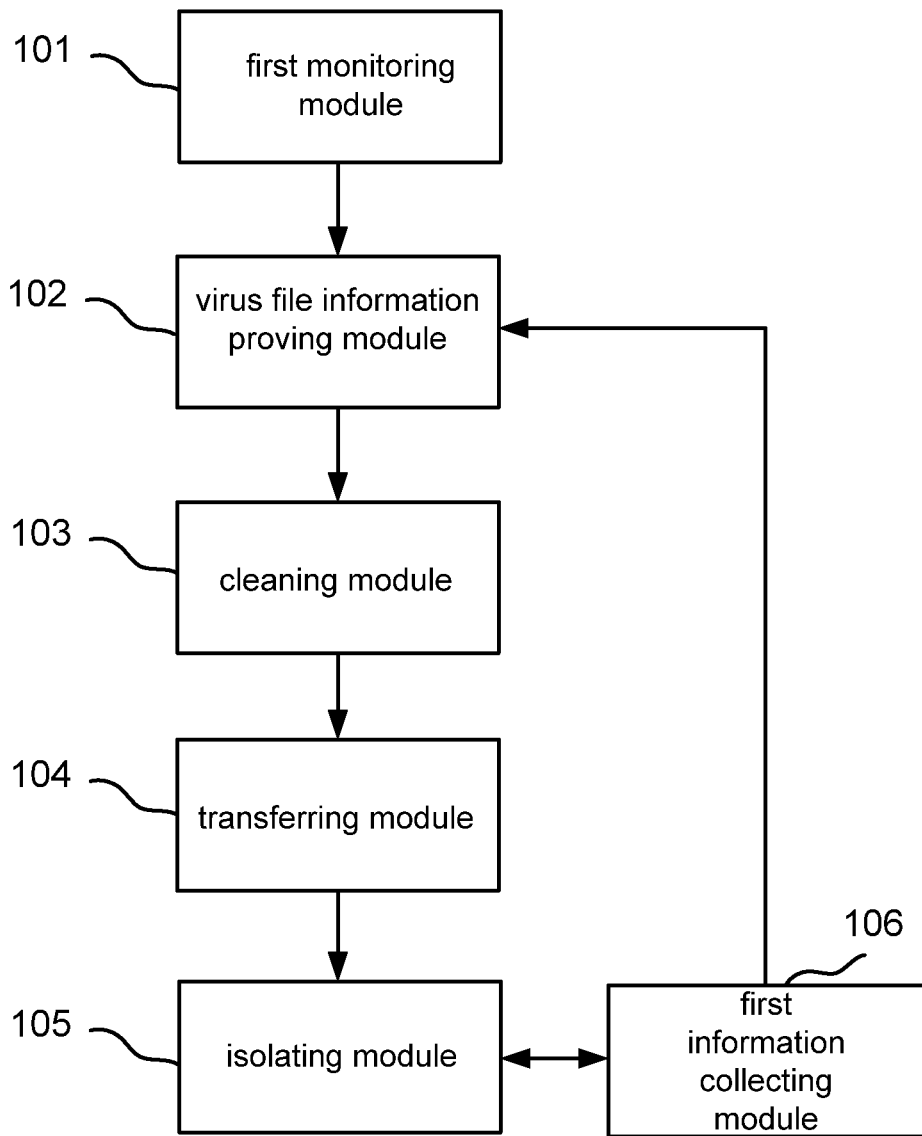 101
first monitoring
module
102
virus file information
proving module
103
cleaning module
104
transferring module
105
isolating module
106
first
information
collecting
module